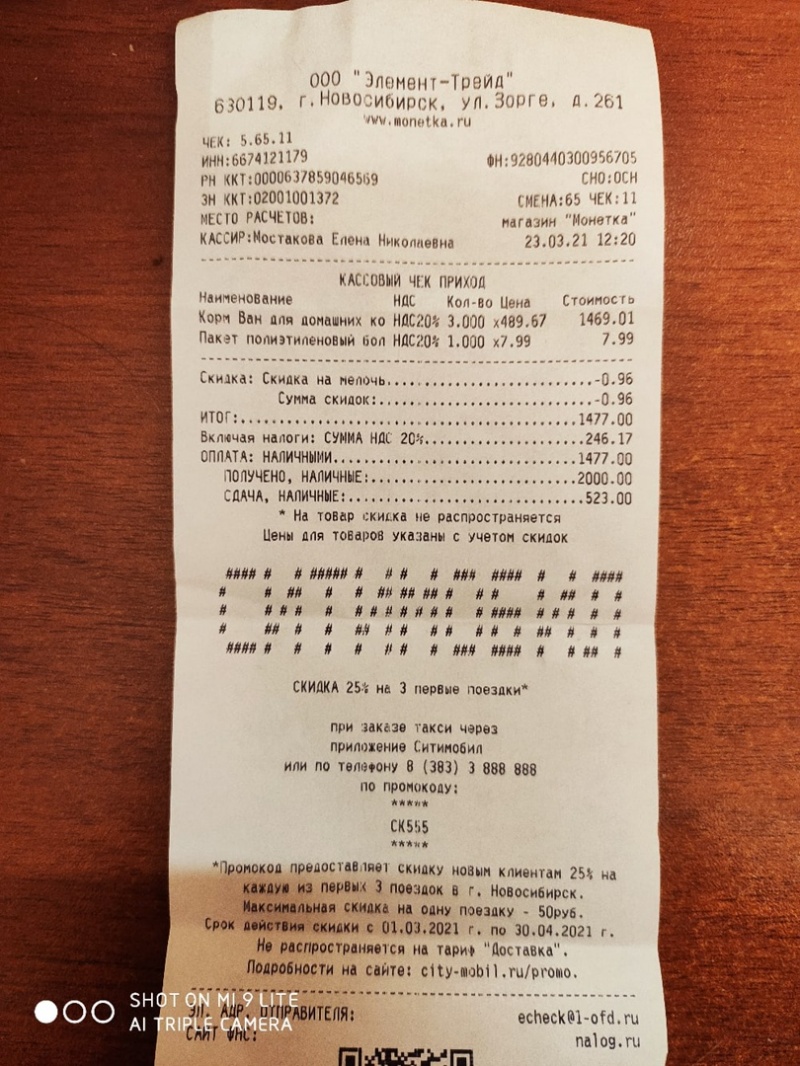 ООО "Элемент-Трейд"
630119, г.Новосибирск, ул.Зорге, д.261
www.monetka.ru
ЧЕК: 5.65.11
ИНН:6674121179 ФН:9280440300956705
РН ККТ:0000637859046569 СНО:ОСН
ЗН ККТ:02001001372 СМЕНА:65 ЧЕК:11
МЕСТО РАСЧЕТОВ: магазин "Монетка"
КАССИР:Мостакова Елена Николаевна 23.03.21 12:20
КАССОВЫЙ ЧЕК ПРИХОД
Наименование НДС Кол-во Цена Стоимость
Корм Ван для домашних ко НДС20% 3.000 x489.67 1469.01
Пакет полиэтиленовый бол НДС20% 1.000 x7.99 7.99
Скидка: Скидка на мелочь........................-0.96
Сумма скидок:..........................-0.96
ИТОГ:..........................................1477.00
Включая налоги: СУММА НДС 20%...................246.17
ОПЛАТА: НАЛИЧНЫМИ..............................1477.00
ПОЛУЧЕНО, НАЛИЧНЫЕ:..........................2000.00
СДАЧА, НАЛИЧНЫЕ:..............................523.00
* На товар скидка не распространяется
Цены для товаров указаны с учетом скидок
СИТИМОБИЛ
СКИДКА 25% на 3 первые поездки*
при заказе такси через
приложение Ситимобил
или по телефону 8 (383) 3 888 888
по промокоду:
*****
СК555
*****
*Промокод предоставляет скидку новым клиентам 25% на
каждую из первых 3 поездок в г. Новосибирск.
Максимальная скидка на одну поездку - 50руб.
Срок действия скидки с 01.03.2021 г. по 30.04.2021 г.
Не распространяется на тариф "Доставка".
Подробности на сайте: city-mobil.ru/promo.
ЭЛ. АДР. ОТПРАВИТЕЛЯ: echeck@1-ofd.ru
САЙТ ФНС: nalog.ru
SHOT ON MI 9 LITE
AI TRIPLE CAMERA